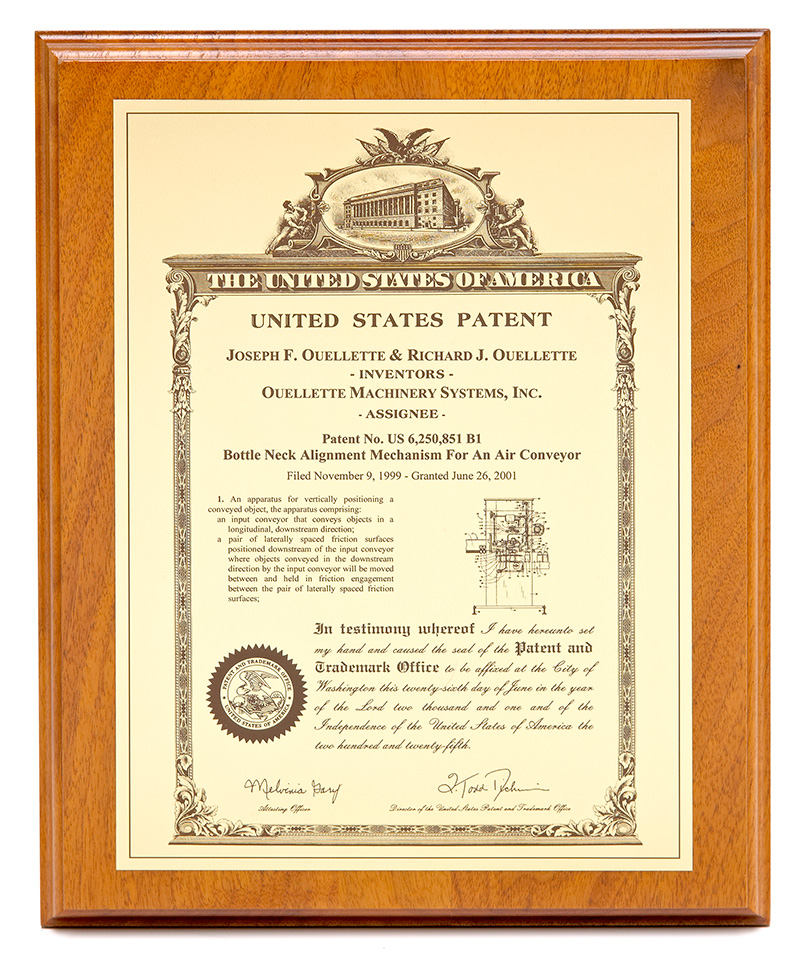 THE UNITED STATES OF AMERICA
UNITED STATES PATENT
JOSEPH F. OUELLETTE & RICHARD J. OUELLETTE
- INVENTORS -
OUELLETTE MACHINERY SYSTEMS, INC.
- ASSIGNEE -
Patent No. US 6,250,851 B1
Bottle Neck Alignment Mechanism For An Air Conveyor
Filed November 9, 1999 - Granted June 26, 2001
1. An apparatus for vertically positioning a
conveyed object, the apparatus comprising:
an input conveyor that conveys objects in a
longitudinal, downstream direction;
a pair of laterally spaced friction surfaces
positioned downstream of the input conveyor
where objects conveyed in the downstream
direction by the input conveyor will be moved
between and held in friction engagement
between the pair of laterally spaced friction
surfaces;
In testimony whereof I have hereunto set
my hand and caused the seal of the Patent and
Trademark Office to be affixed at the City of
Washington this twenty-sixth day of June in the year
of the Lord two thousand and one and of the
Independence of the United States of America the
two hundred and twenty-fifth.
PATENT AND TRADEMARK OFFICE
UNITED STATES OF AMERICA
Melvinia Gary
Attesting Officer
Director of the United States Patent and Trademark Office